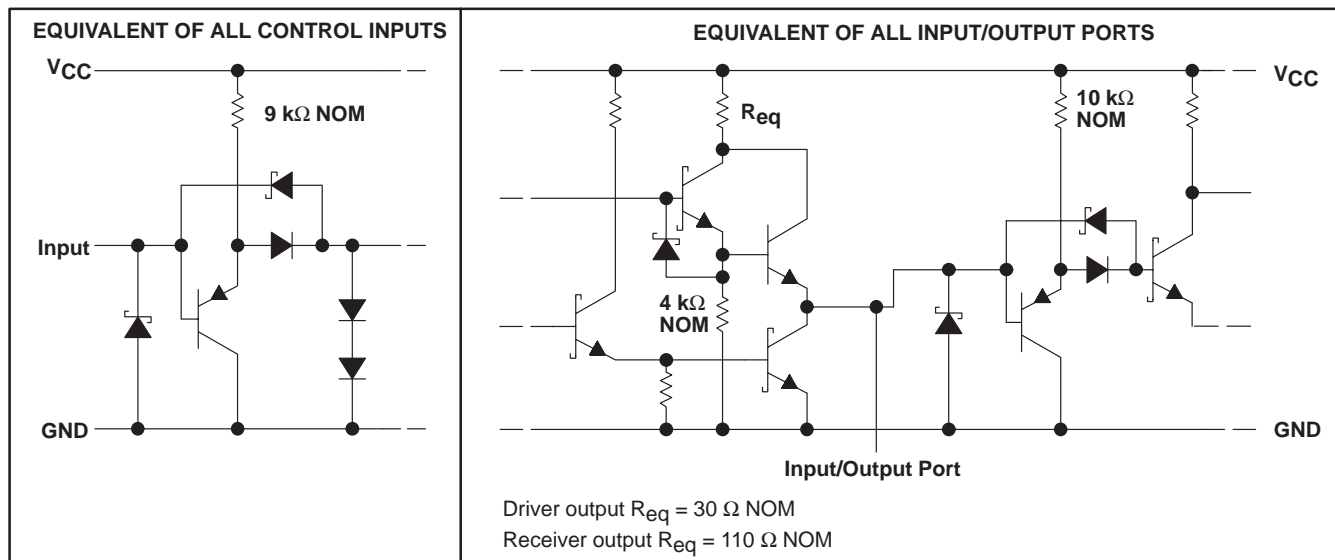 EQUIVALENT OF ALL CONTROL INPUTS
VCC
9 kΩ NOM
Input
GND
EQUIVALENT OF ALL INPUT/OUTPUT PORTS
VCC
Req
10 kΩ
NOM
4 kΩ
NOM
GND
Input/Output Port
Driver output Req = 30 Ω NOM
Receiver output Req = 110 Ω NOM